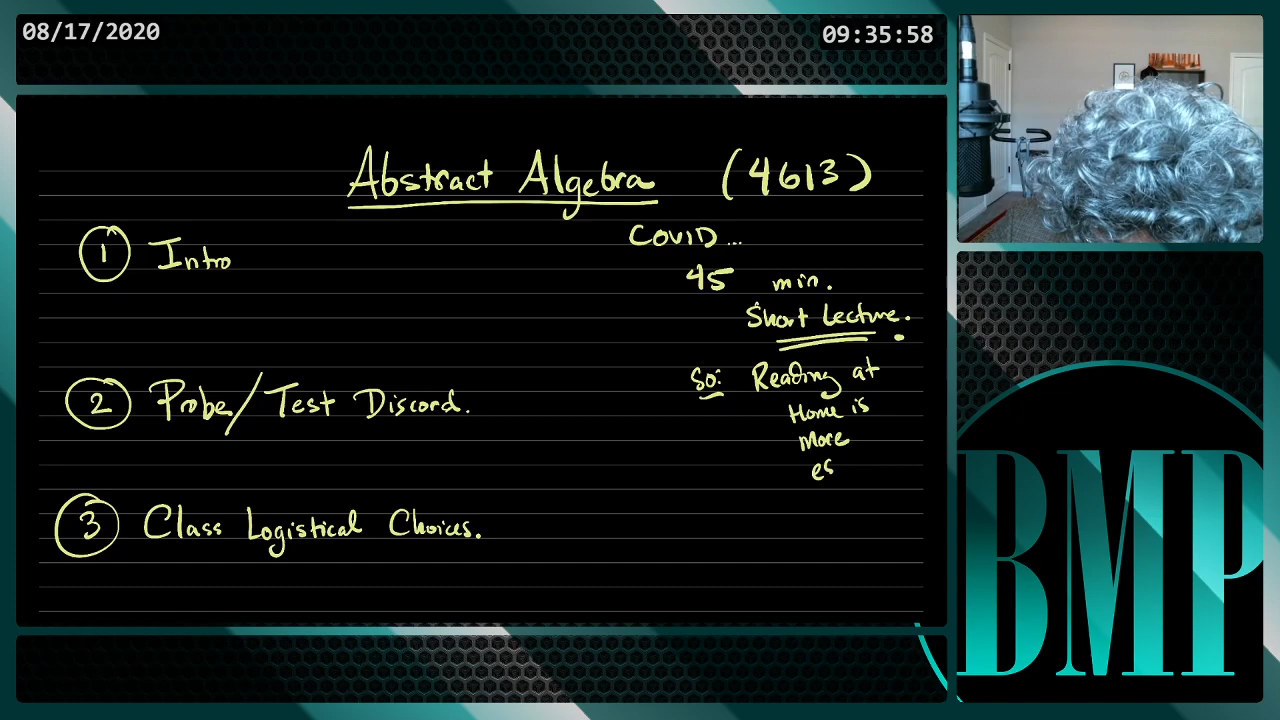 08/17/2020
09:35:58
Abstract Algebra (4613)
Covid...
① Intro
45 min.
Short Lecture.
So: Reading at
Home is
More
es
② Probe/Test Discord.
③ Class Logistical Choices.
BMP